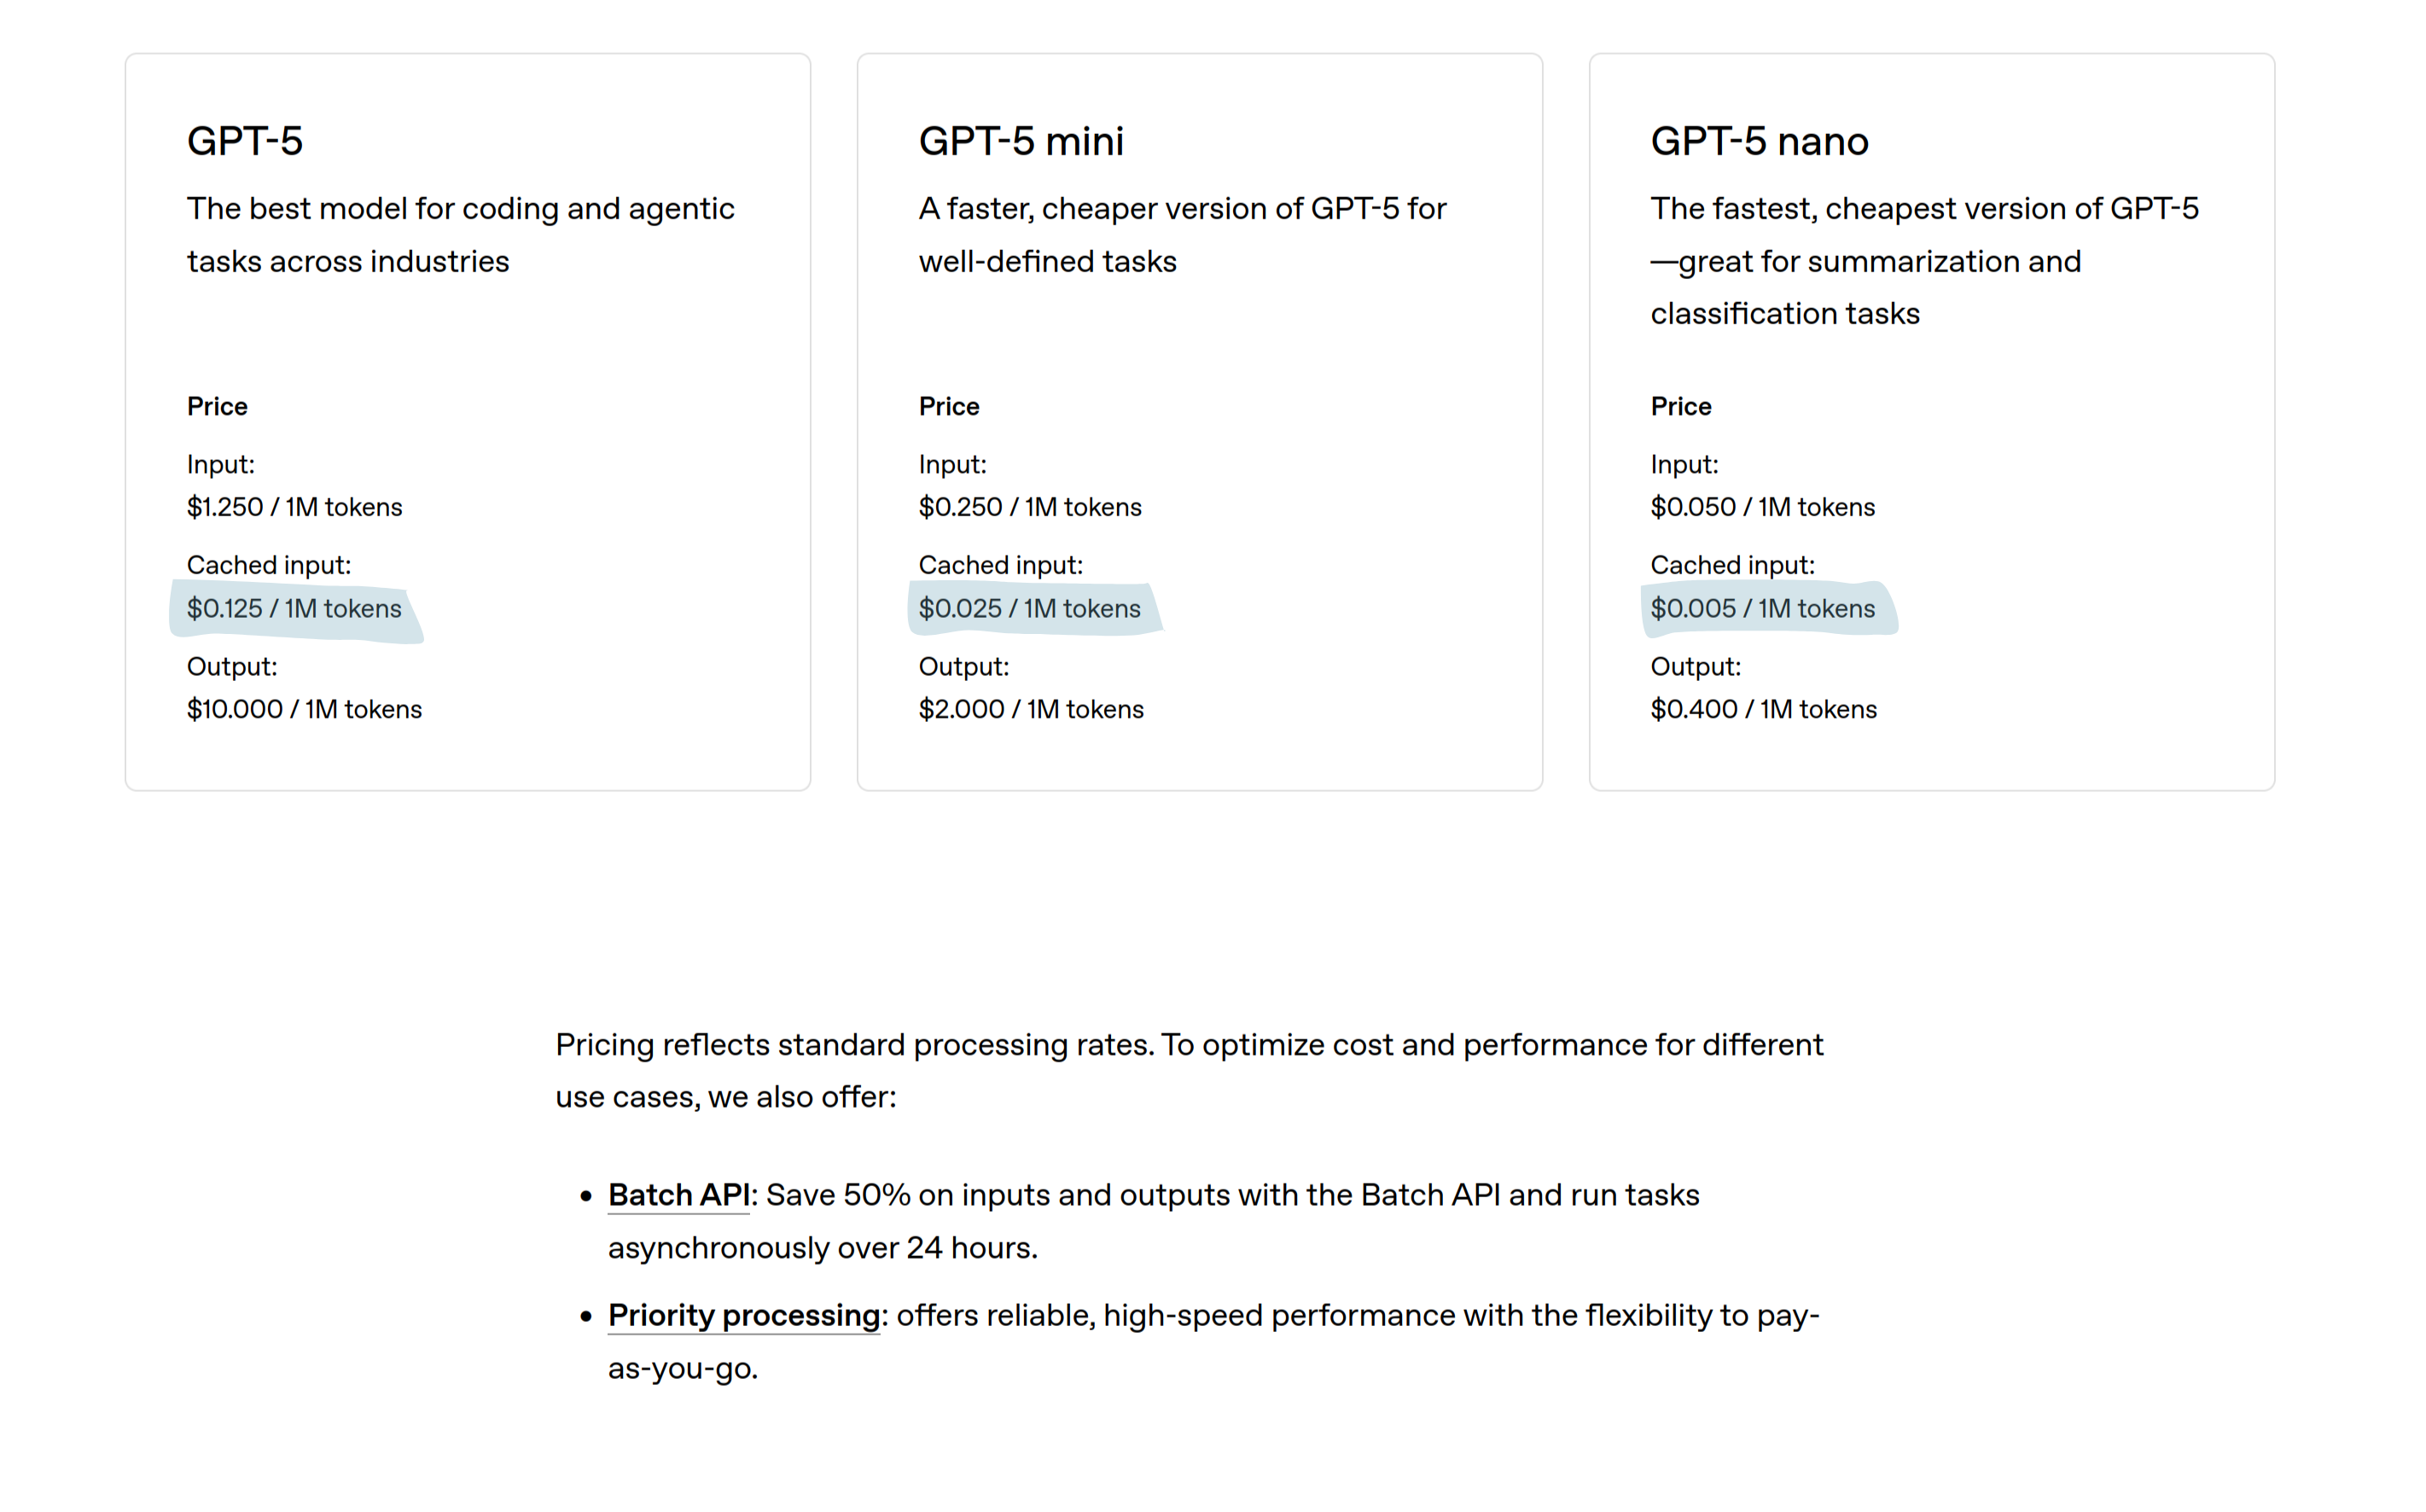 GPT-5
The best model for coding and agentic
tasks across industries
Price
Input:
$1.250 / 1M tokens
Cached input:
$0.125 / 1M tokens
Output:
$10.000 / 1M tokens
GPT-5 mini
A faster, cheaper version of GPT-5 for
well-defined tasks
Price
Input:
$0.250 / 1M tokens
Cached input:
$0.025 / 1M tokens
Output:
$2.000 / 1M tokens
GPT-5 nano
The fastest, cheapest version of GPT-5
—great for summarization and
classification tasks
Price
Input:
$0.050 / 1M tokens
Cached input:
$0.005 / 1M tokens
Output:
$0.400 / 1M tokens
Pricing reflects standard processing rates. To optimize cost and performance for different
use cases, we also offer:
• Batch API: Save 50% on inputs and outputs with the Batch API and run tasks
asynchronously over 24 hours.
• Priority processing: offers reliable, high-speed performance with the flexibility to pay-
as-you-go.